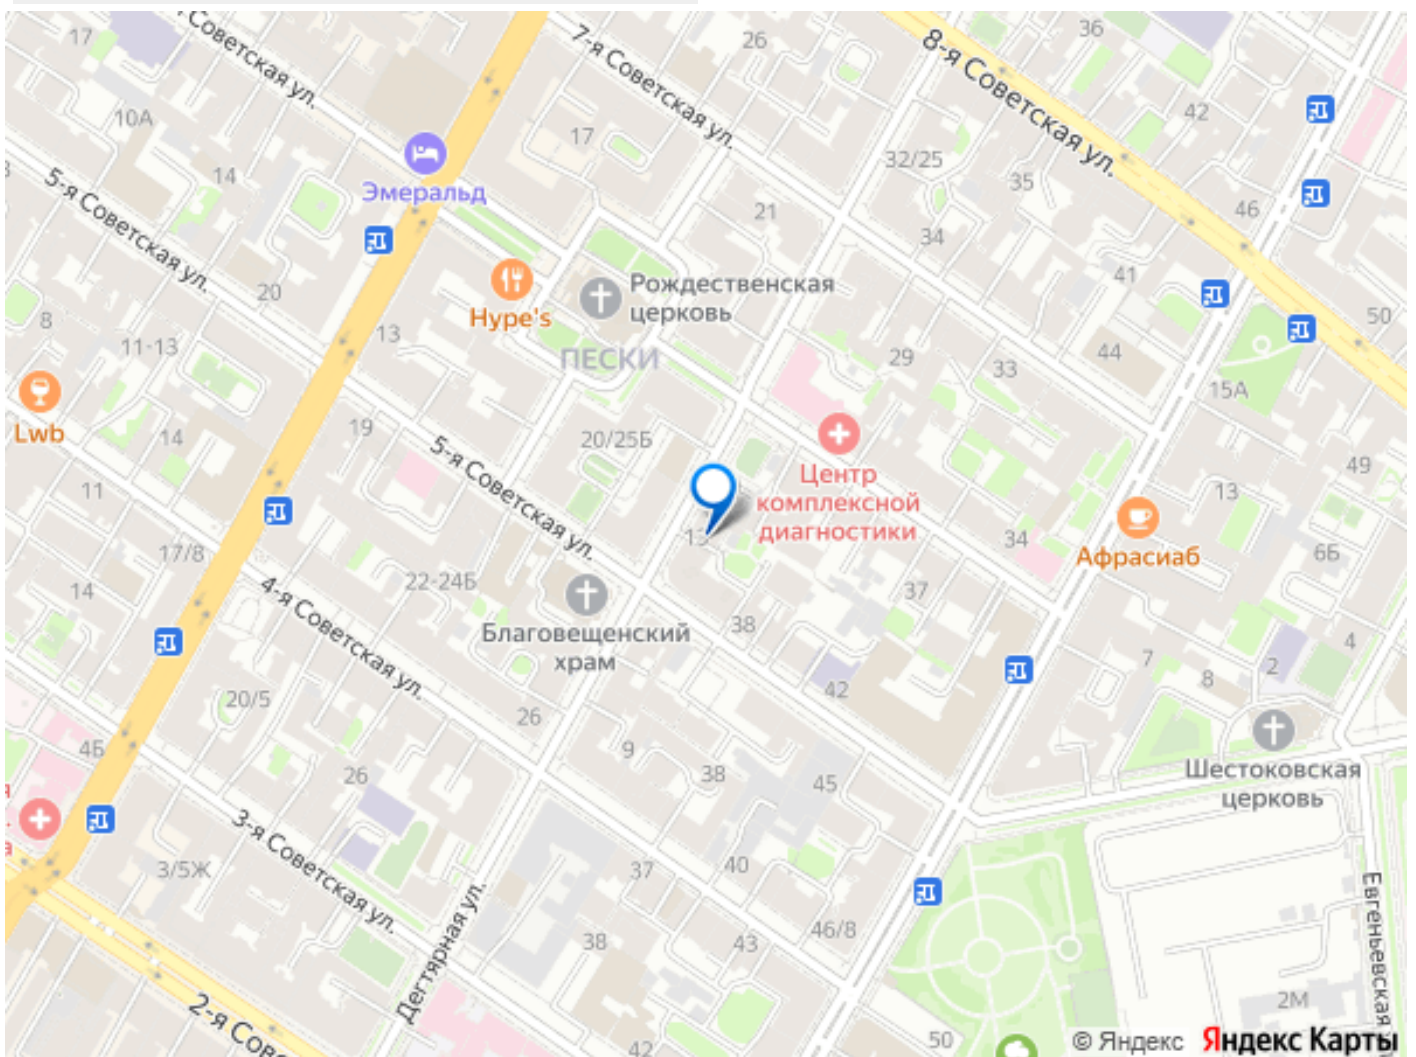 17
Советская ул.
7-я Советская ул.
26
8-я Советская ул.
36
42
10А
17
14
Эмеральд
32/25
35
46
5-я Советская ул.
21
34
41
20
Рождественская
церковь
Hype's
8
11-13
13
ПЕСКИ
29
33
44
50
15А
Lwb
14
19
20/25Б
5-я Советская ул.
Центр
комплексной
диагностики
49
11
13
13
34
Афрасиаб
6Б
17/8
22-24Б
37
14
4-я Советская ул.
Благовещенский
храм
38
4
7
2
8
42
20/5
26
9
38
45
Шестоковская
церковь
4Б
26
я
а
3-я Советская ул.
3/5Ж
37
40
Дегтярная ул.
38
43
46/8
Евгеньевская
2-я Сов
2М
42
50
© Яндекс Яндекс Карты